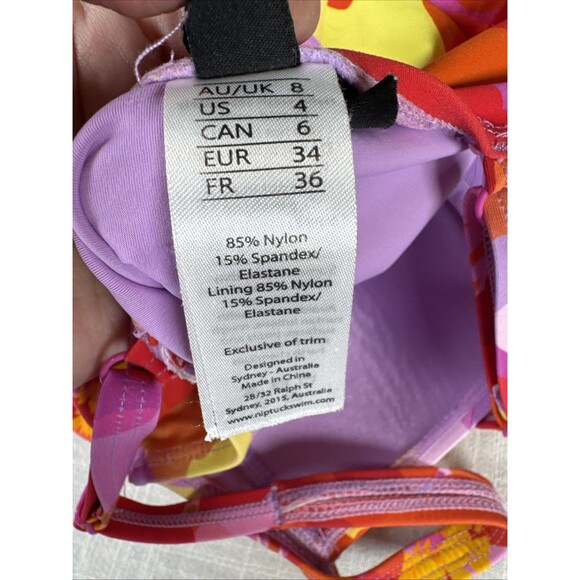 AU/UK 8
US 4
CAN 6
EUR 34
FR 36
85% Nylon
15% Spandex/
Elastane
Lining 85% Nylon
15% Spandex/
Elastane
Exclusive of trim
Designed in
Sydney - Australia
Made in China
28/32 Ralph St
Sydney, 2015, Australia
www.niptuckswim.com